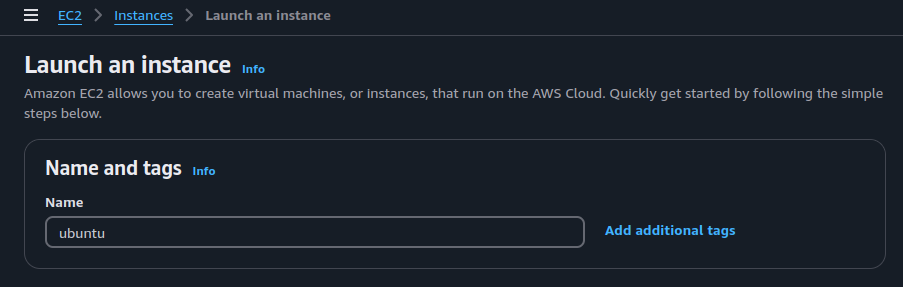 EC2 > Instances > Launch an instance
Launch an instance Info
Amazon EC2 allows you to create virtual machines, or instances, that run on the AWS Cloud. Quickly get started by following the simple
steps below.
Name and tags Info
Name
ubuntu Add additional tags